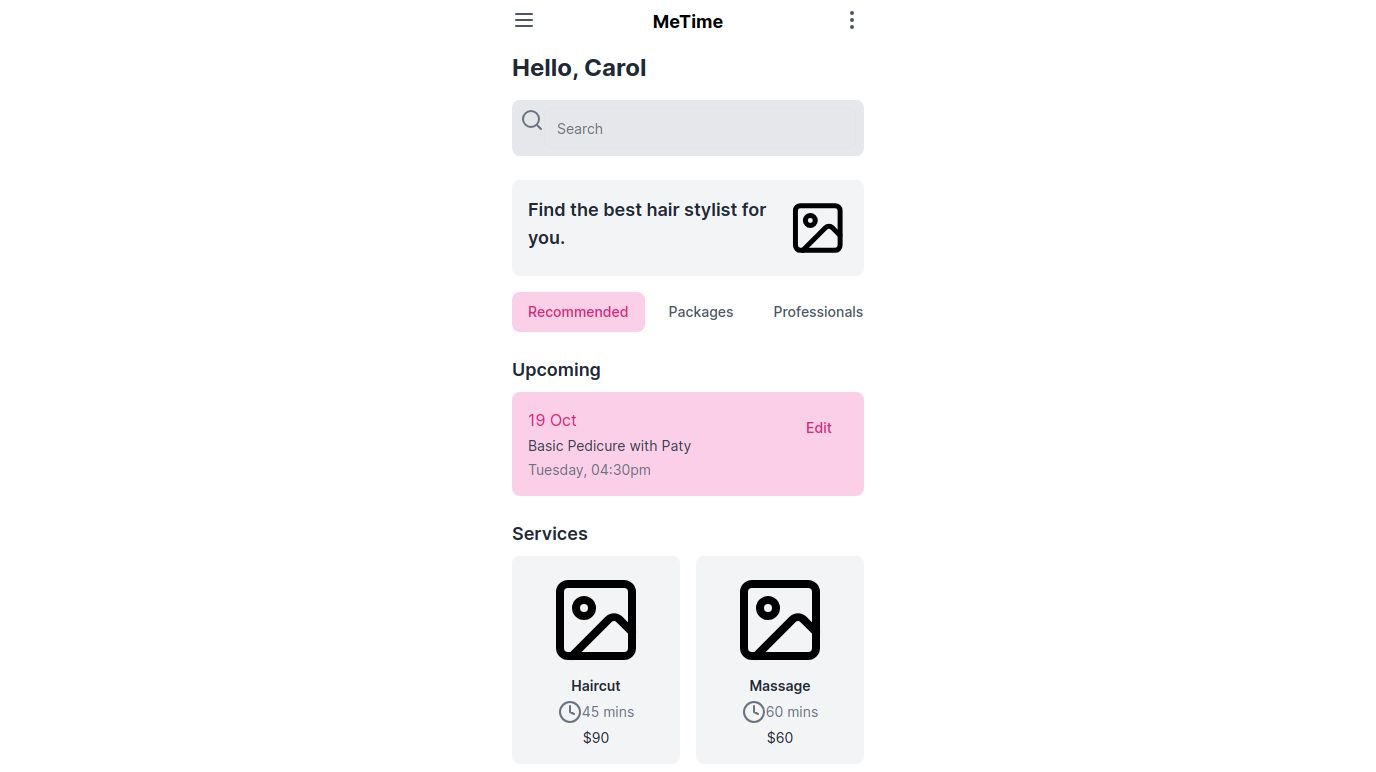 MeTime
Hello, Carol
Search
Find the best hair stylist for
you.
Recommended
Packages
Professionals
Upcoming
19 Oct
Edit
Basic Pedicure with Paty
Tuesday, 04:30pm
Services
Haircut
45 mins
$90
Massage
60 mins
$60